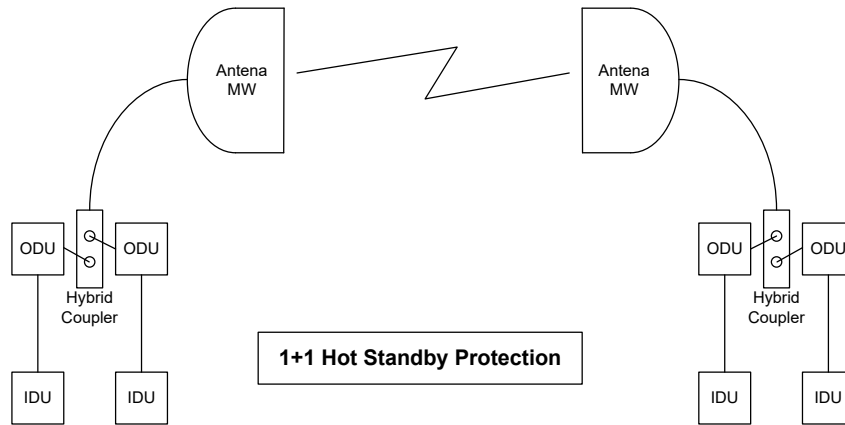 Antena
MW
Antena
MW
ODU
ODU
Hybrid
Coupler
ODU
ODU
Hybrid
Coupler
1+1 Hot Standby Protection
IDU
IDU
IDU
IDU